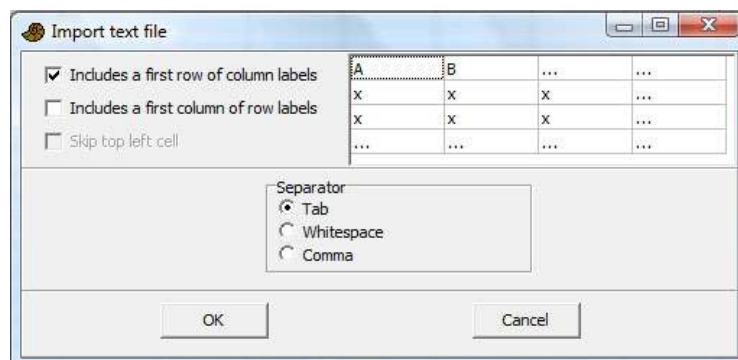 Import text file
Includes a first row of column labels
Includes a first column of row labels
Skip top left cell
A B ... ...
x x x ...
x x x ...
... ... ... ...
Separator
Tab
Whitespace
Comma
OK Cancel